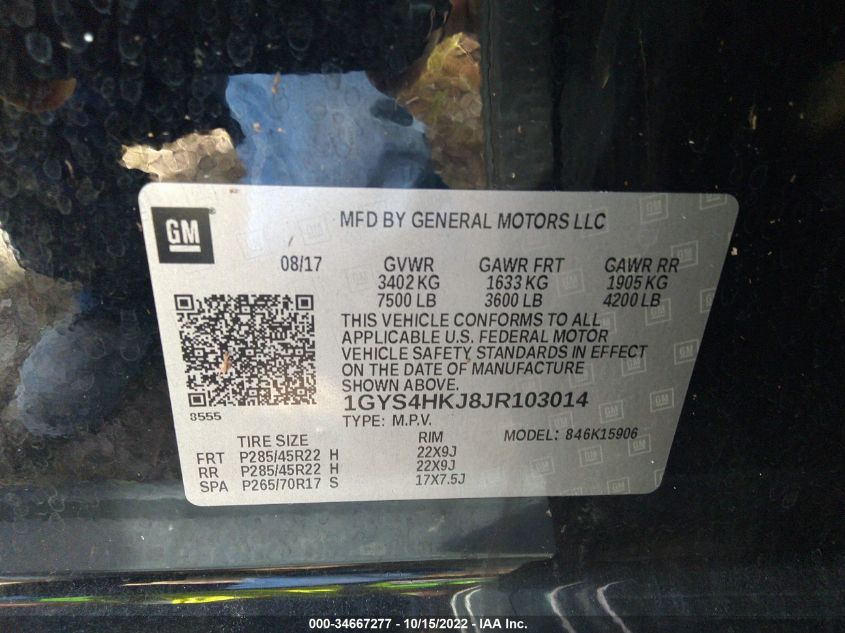 GM
MFD BY GENERAL MOTORS LLC
08/17 GVWR GAWR FRT GAWR RR
3402 KG 1633 KG 1905 KG
7500 LB 3600 LB 4200 LB
THIS VEHICLE CONFORMS TO ALL
APPLICABLE U.S. FEDERAL MOTOR
VEHICLE SAFETY STANDARDS IN EFFECT
ON THE DATE OF MANUFACTURE
SHOWN ABOVE.
1GYS4HKJ8JR103014
8555
TYPE: M.P.V. MODEL: 846K15906
TIRE SIZE RIM
FRT P285/45R22 H 22X9J
RR P285/45R22 H 22X9J
SPA P265/70R17 S 17X7.5J
000-34667277 - 10/15/2022 - IAA Inc.